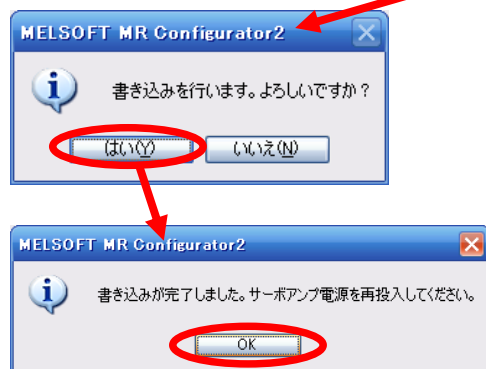 MELSOFT MR Configurator2
書き込みを行います。よろしいですか？
はい(Y) いいえ(N)
MELSOFT MR Configurator2
書き込みが完了しました。サーボアンプ電源を再投入してください。
OK